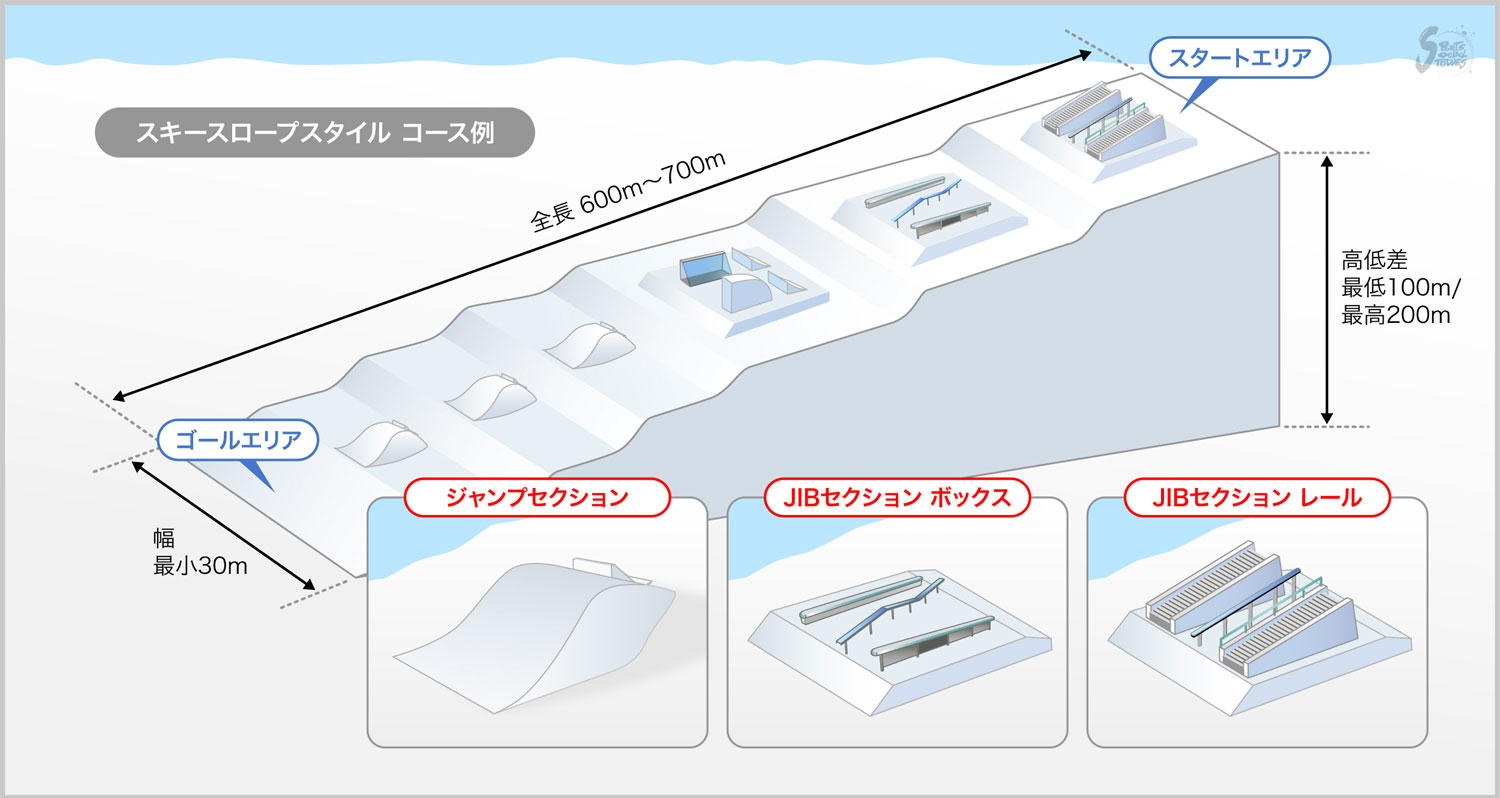 スタートエリア
スキースロープスタイル コース例
全長 600m〜700m
高低差
最低100m/
最高200m
ゴールエリア
幅
最小30m
ジャンプセクション
JIBセクション ボックス
JIBセクション レール